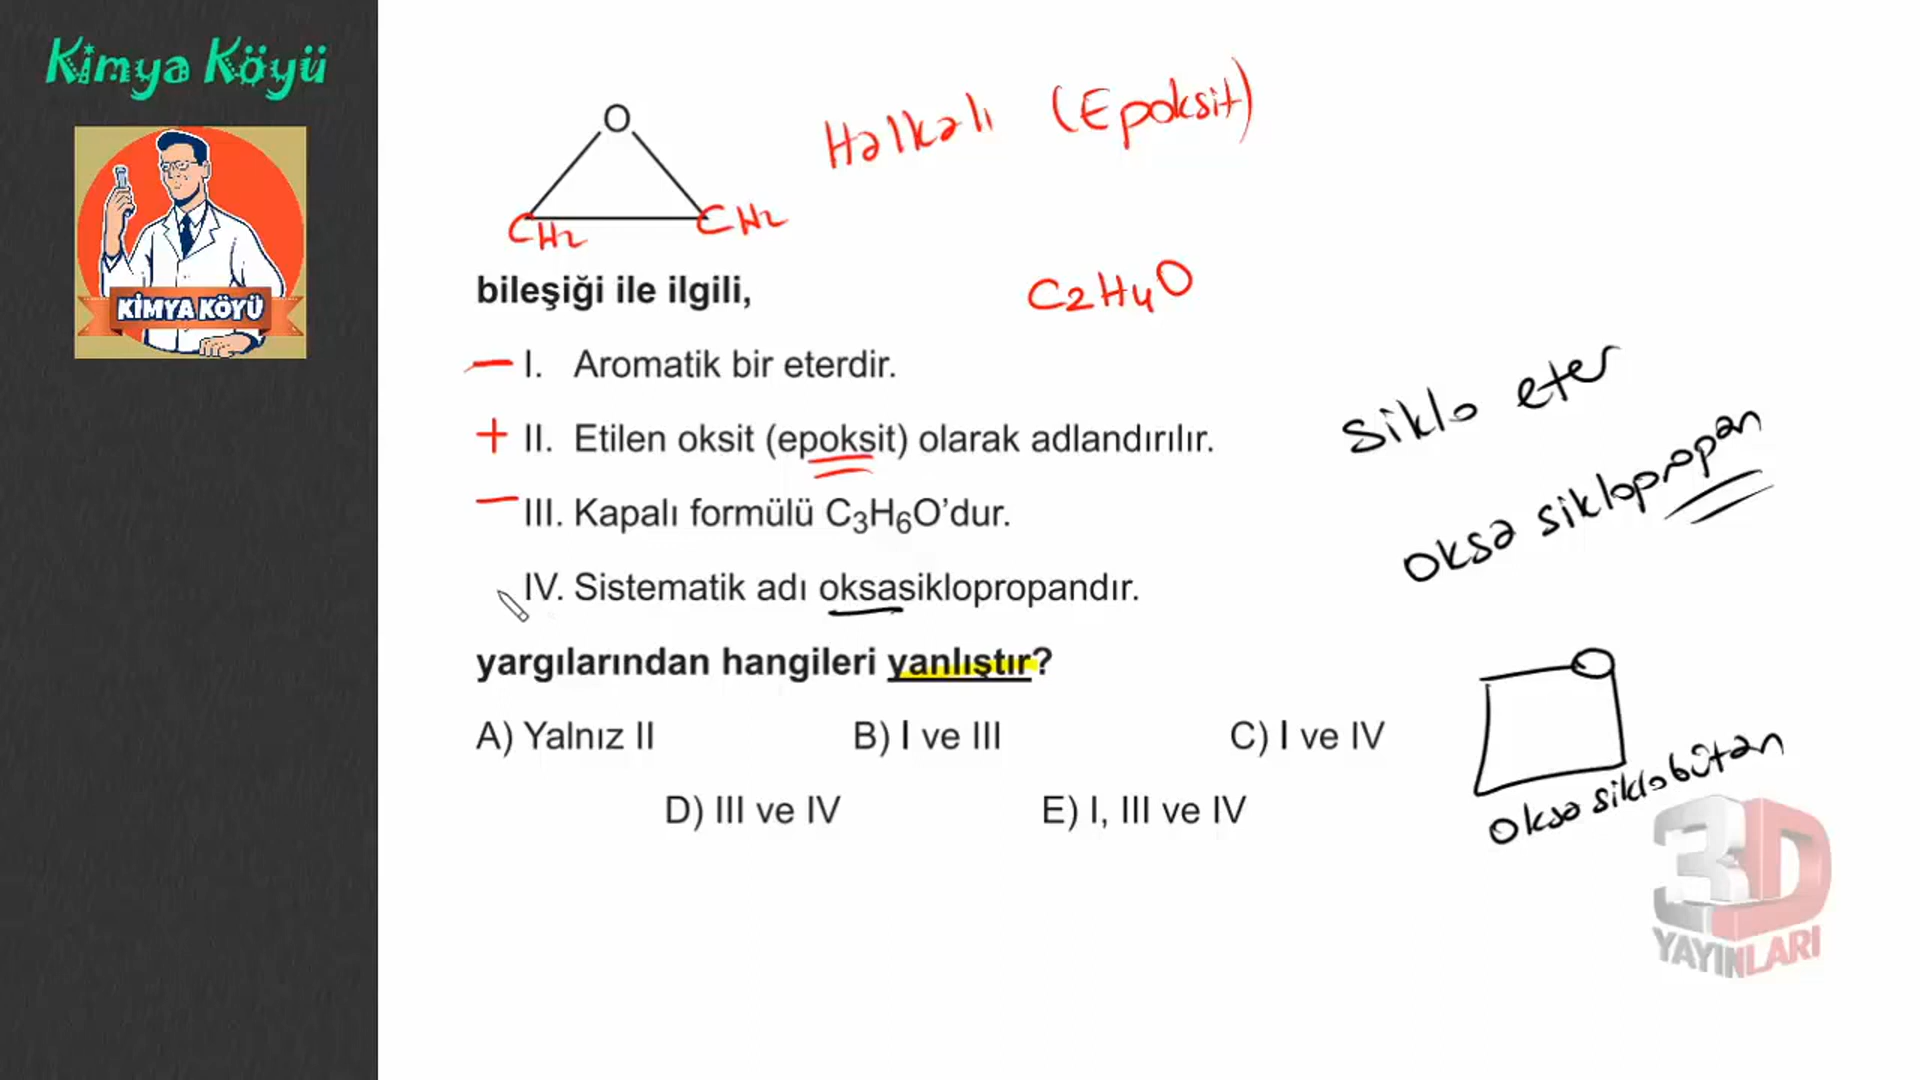 Kimya Köyü
KİMYA KÖYÜ
O
Halkalı (Epoksit)
CH2 CH2
bileşiği ile ilgili,
C2H4O
— I. Aromatik bir eterdir.
siklo eter
+ II. Etilen oksit (epoksit) olarak adlandırılır.
oksa siklopropan
— III. Kapalı formülü C₃H₆O’dur.
IV. Sistematik adı oksasiklopropandır.
yargılarından hangileri yanlıştır?
A) Yalnız II B) I ve III C) I ve IV
D) III ve IV E) I, III ve IV
oksa siklobütan
3D
YAYINLARI